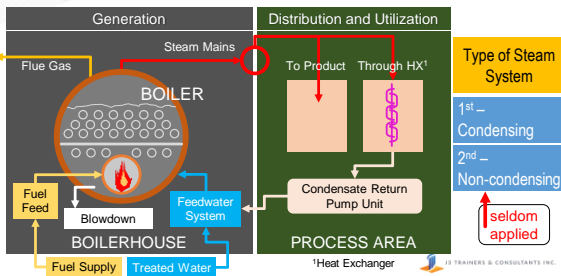 Generation
Distribution and Utilization
Steam Mains
Flue Gas
BOILER
To Product
Through HX¹
Type of Steam
System
1st –
Condensing
2nd –
Non-condensing
seldom
applied
Fuel
Feed
Blowdown
Feedwater
System
Condensate Return
Pump Unit
BOILERHOUSE
PROCESS AREA
Fuel Supply
Treated Water
¹Heat Exchanger
J3 TRAINERS & CONSULTANTS INC.